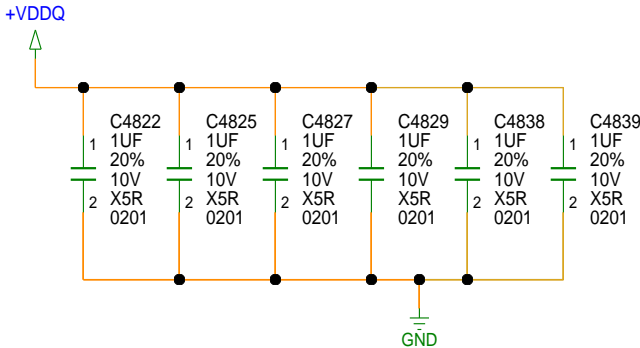 +VDDQ
C4822
1
1UF
20%
10V
X5R
2
0201
C4825
1
1UF
20%
10V
X5R
2
0201
C4827
1
1UF
20%
10V
X5R
2
0201
C4829
1UF
20%
10V
X5R
0201
C4838
1
1UF
20%
10V
X5R
2
0201
C4839
1
1UF
20%
10V
X5R
2
0201
GND